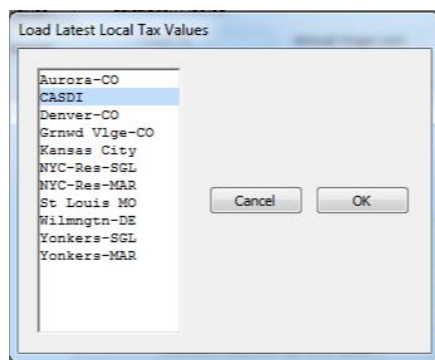 Load Latest Local Tax Values
Aurora-CO
CASDI
Denver-CO
Grnwd Vlge-CO
Kansas City
NYC-Res-SGL
NYC-Res-MAR
St Louis MO
Wilmngtn-DE
Yonkers-SGL
Yonkers-MAR
Cancel
OK